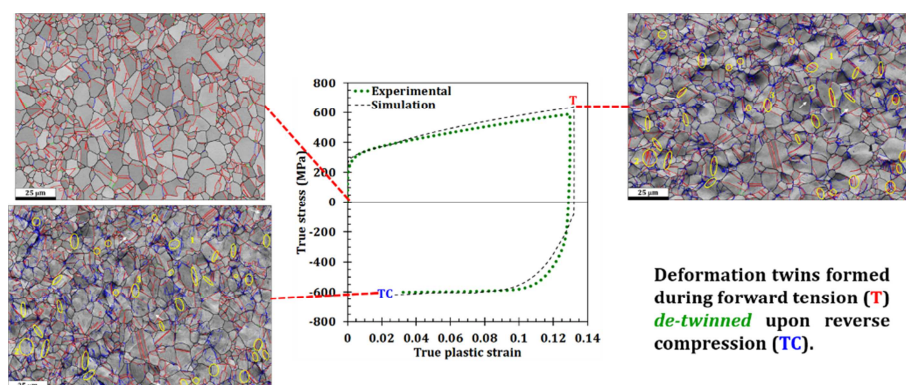 25 µm
800
600
400
200
0
-200
-400
-600
-800
True stress (MPa)
Experimental
Simulation
T
TC
0 0.02 0.04 0.06 0.08 0.1 0.12 0.14
True plastic strain
25 µm
25 µm
Deformation twins formed
during forward tension (T)
de-twinned upon reverse
compression (TC).